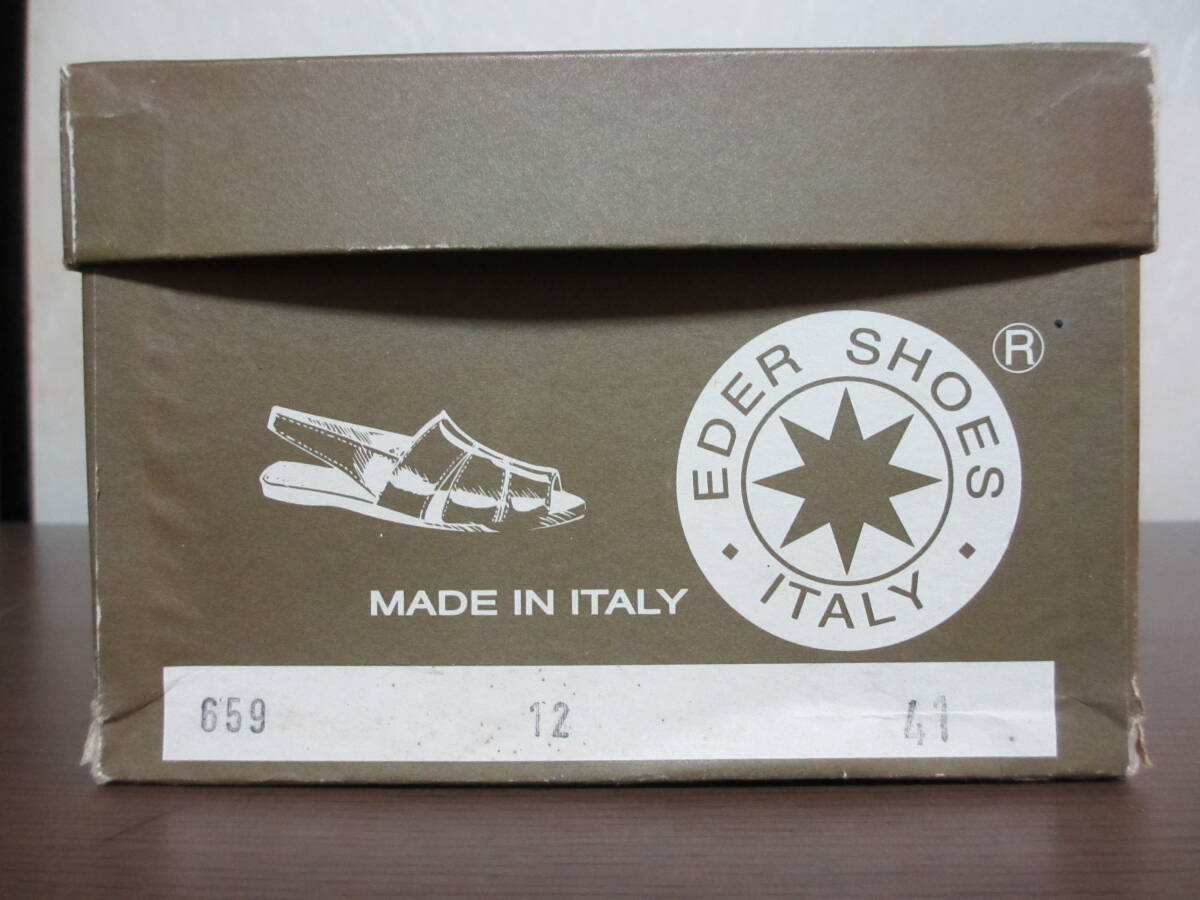 EDER SHOES
®
• ITALY •
MADE IN ITALY
659 12 41